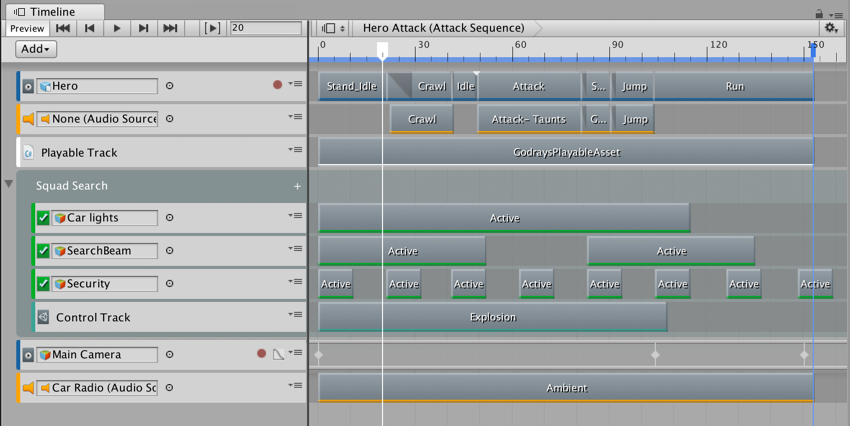 Timeline
Preview 20 Hero Attack (Attack Sequence)
Add
0 30 60 90 120 150
Hero Stand_Idle Crawl Idle Attack S... Jump Run
None (Audio Source Crawl Attack- Taunts G... Jump
Playable Track GodraysPlayableAsset
Squad Search +
Car lights Active
SearchBeam Active Active
Security Active Active Active Active Active Active Active Active
Control Track Explosion
Main Camera
Car Radio (Audio So Ambient